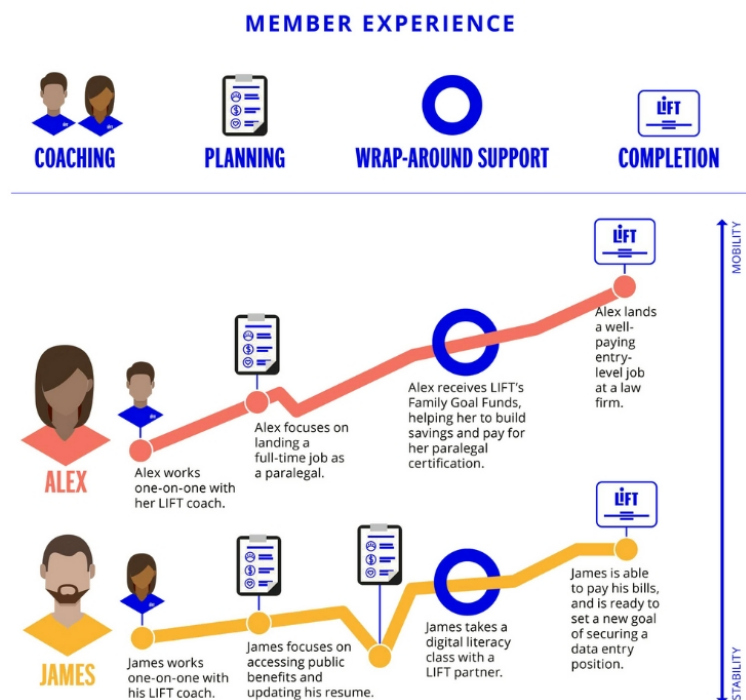 MEMBER EXPERIENCE
COACHING
PLANNING
WRAP-AROUND SUPPORT
COMPLETION
LIFT
MOBILITY
LIFT
Alex lands
a well-
paying
entry-
level job
at a law
firm.
Alex receives LIFT's
Family Goal Funds,
helping her to build
savings and pay for
her paralegal
certification.
Alex focuses on
landing a
full-time job as
a paralegal.
Alex works
one-on-one with
her LIFT coach.
ALEX
LIFT
James is able
to pay his bills,
and is ready to
set a new goal
of securing a
data entry
position.
James takes a
digital literacy
class with a
LIFT partner.
James focuses on
accessing public
benefits and
updating his resume.
James works
one-on-one with
his LIFT coach.
JAMES
STABILITY